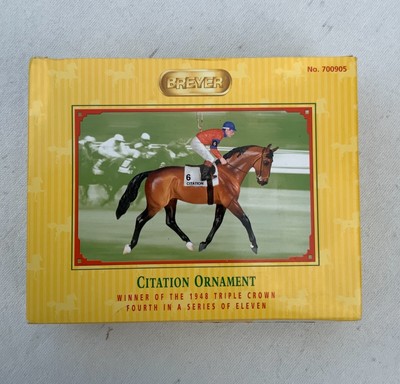 No. 700905
BREYER
6
CITATION
CITATION ORNAMENT
WINNER OF THE 1948 TRIPLE CROWN
FOURTH IN A SERIES OF ELEVEN